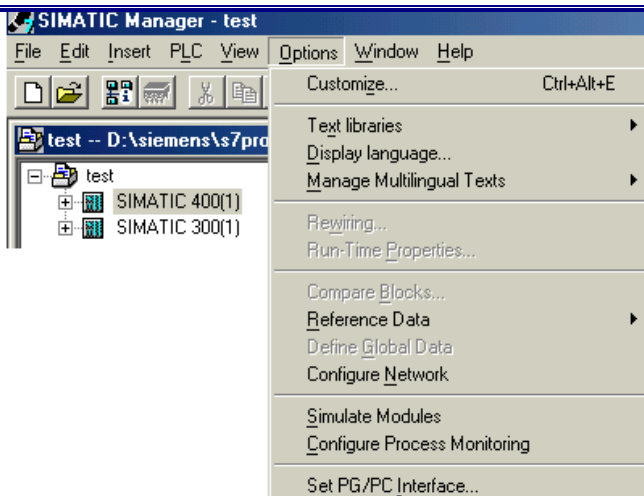 SIMATIC Manager - test
File Edit Insert PLC View Options Window Help
Customize... Ctrl+Alt+E
test -- D:\siemens\s7pro
Text libraries
Display language...
test
Manage Multilingual Texts
SIMATIC 400(1)
SIMATIC 300(1)
Rewiring...
Run-Time Properties...
Compare Blocks...
Reference Data
Define Global Data
Configure Network
Simulate Modules
Configure Process Monitoring
Set PG/PC Interface...